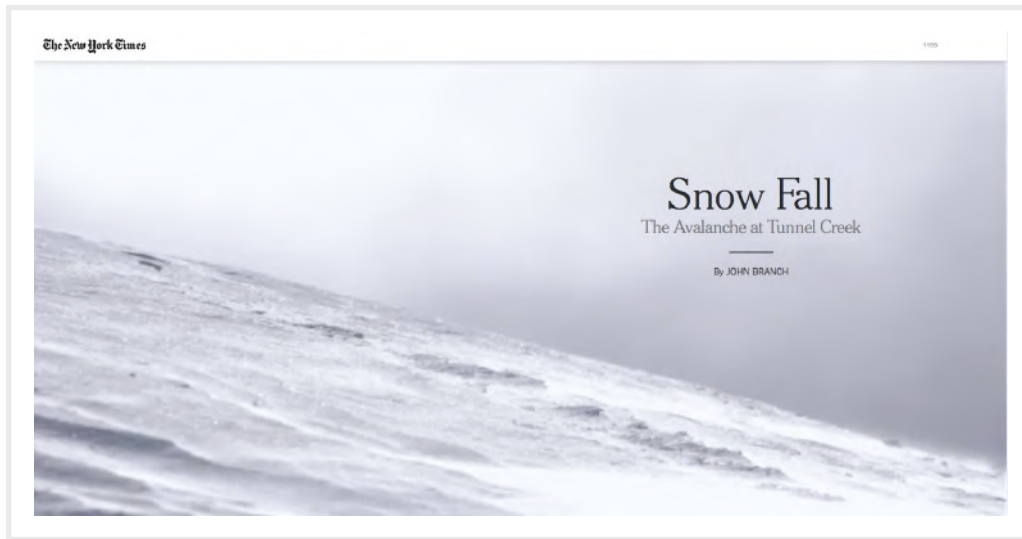 The New York Times
Snow Fall
The Avalanche at Tunnel Creek
By JOHN BRANCH